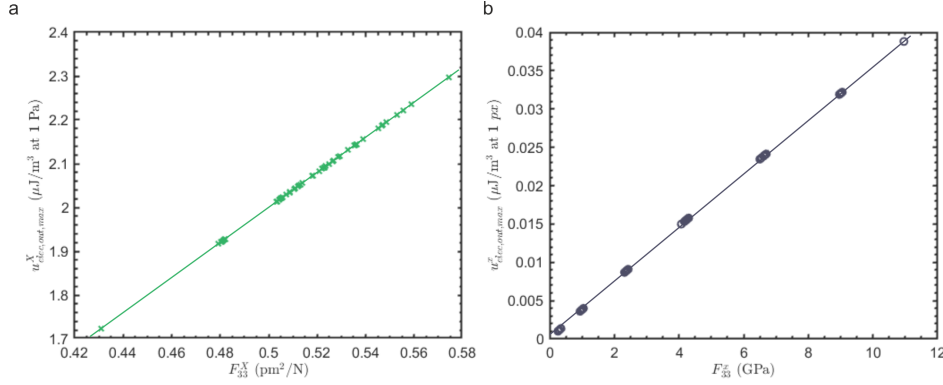 a
b
2.4
2.3
2.2
2.1
2
1.9
1.8
1.7
u^X_{elec,out,max} (μJ/m³ at 1 Pa)
0.42 0.44 0.46 0.48 0.5 0.52 0.54 0.56 0.58
F^X_{33} (pm²/N)
0.04
0.035
0.03
0.025
0.02
0.015
0.01
0.005
0
u^x_{elec,out,max} (μJ/m³ at 1 px)
0 2 4 6 8 10 12
F^x_{33} (GPa)